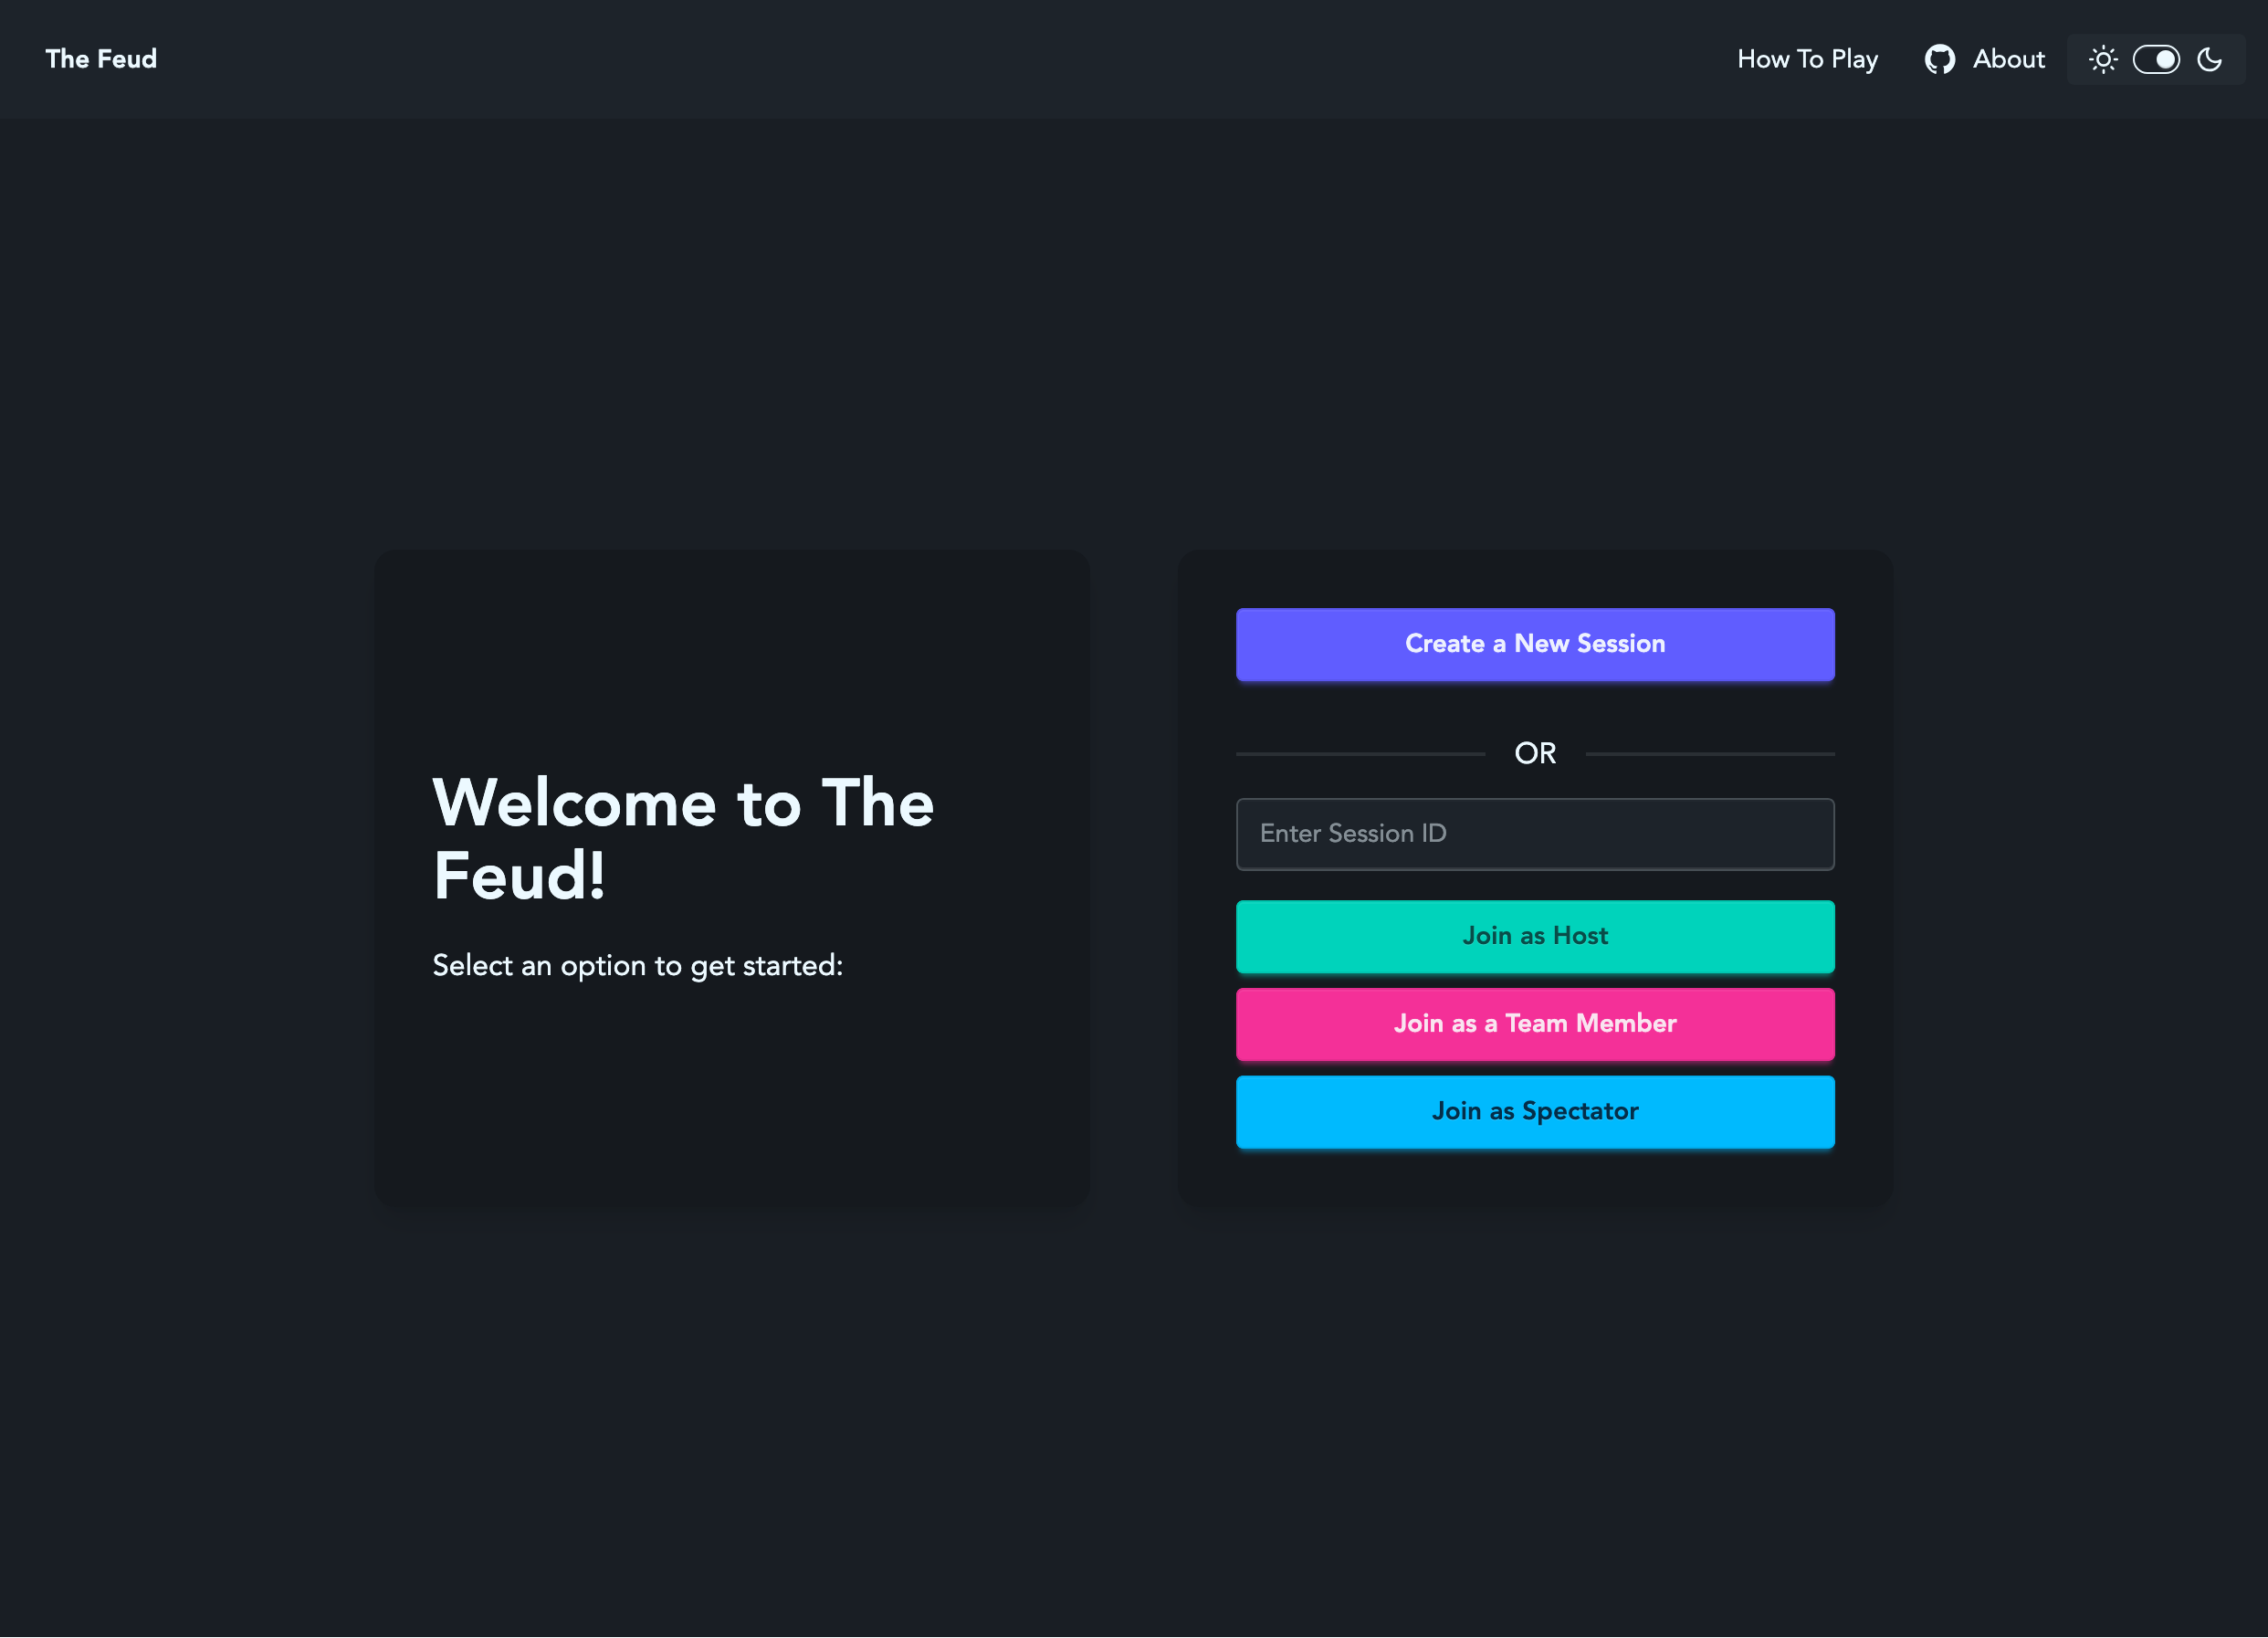 The Feud
How To Play
About
Welcome to The
Feud!
Select an option to get started:
Create a New Session
OR
Enter Session ID
Join as Host
Join as a Team Member
Join as Spectator